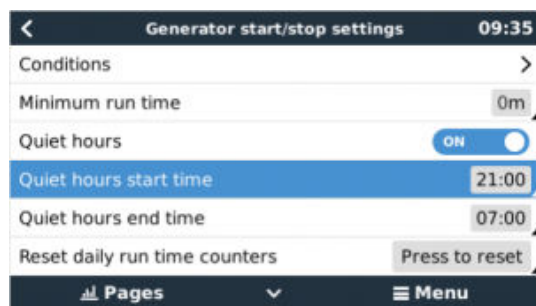 Generator start/stop settings 09:35
Conditions
Minimum run time 0m
Quiet hours ON
Quiet hours start time 21:00
Quiet hours end time 07:00
Reset daily run time counters Press to reset
Pages Menu